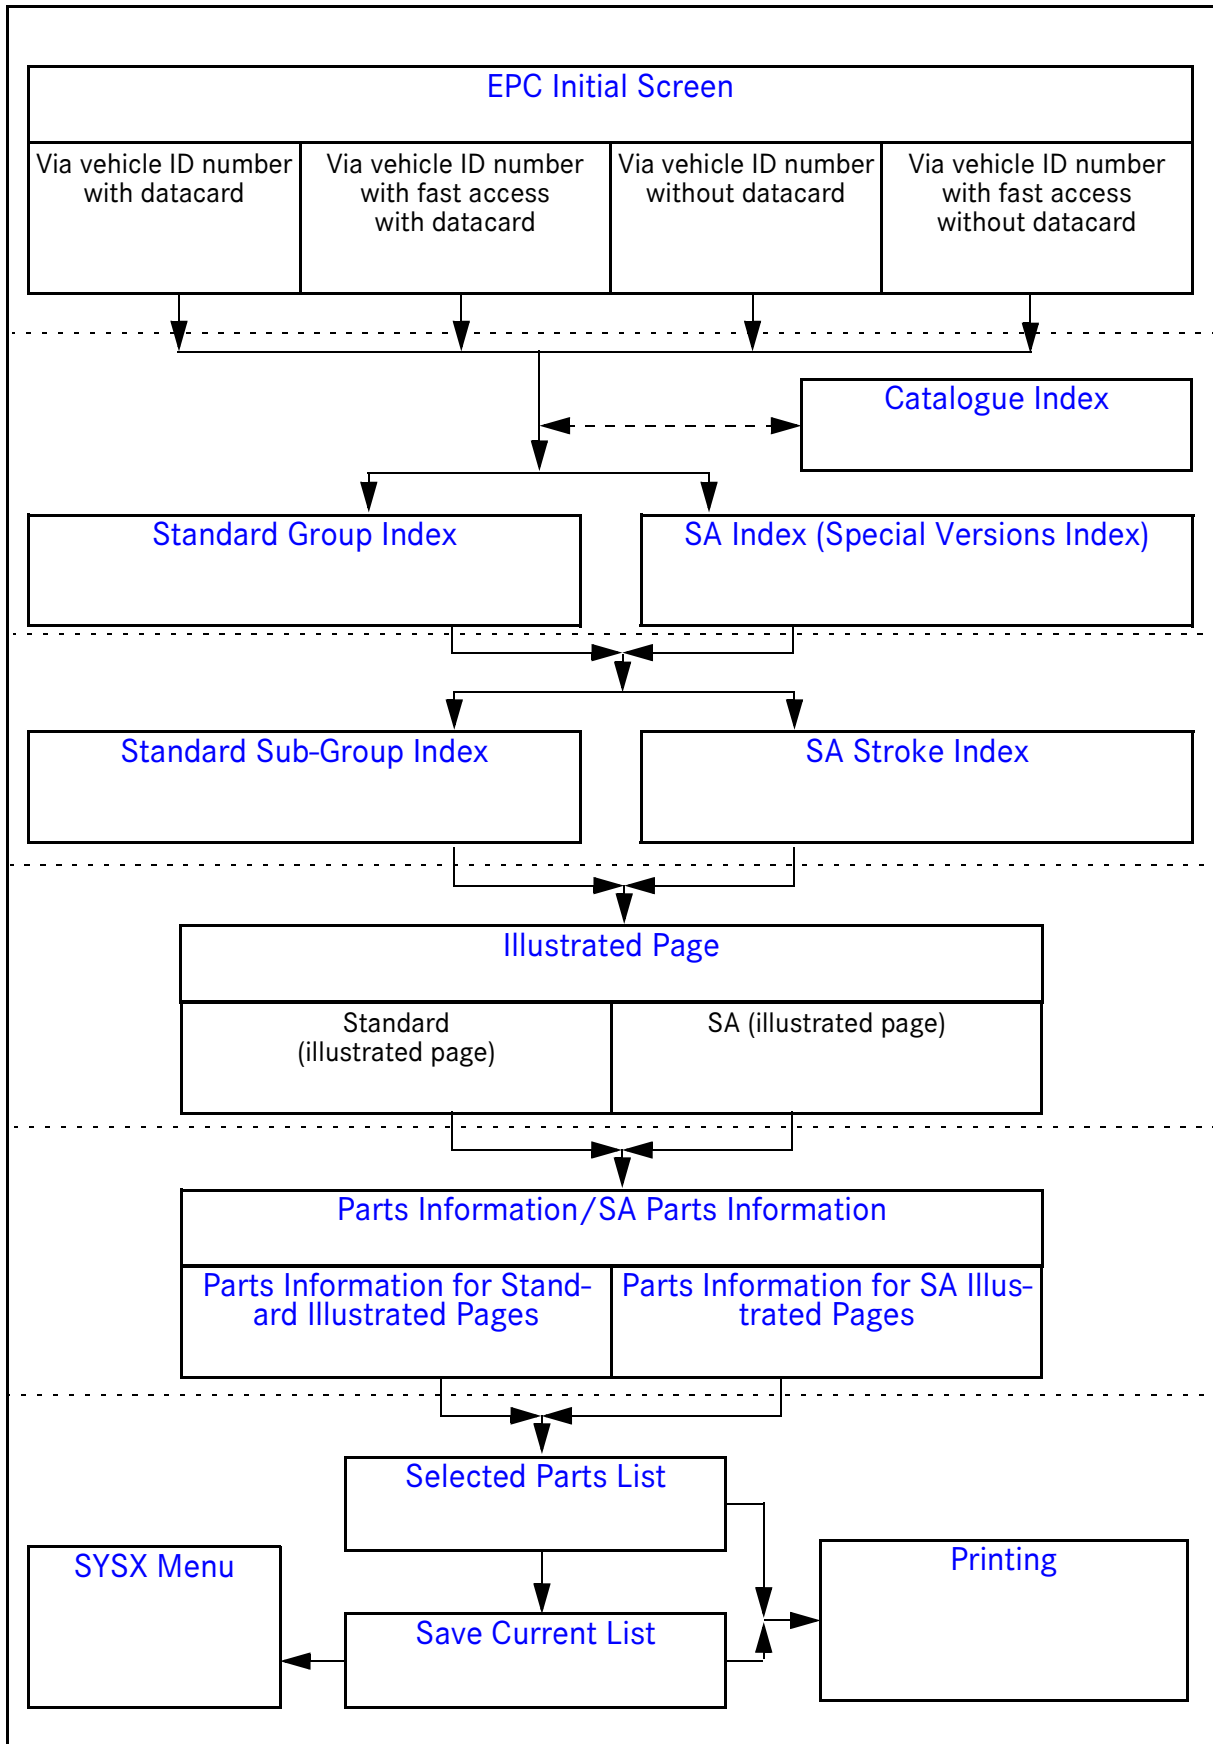 EPC Initial Screen
Via vehicle ID number
with datacard
Via vehicle ID number
with fast access
with datacard
Via vehicle ID number
without datacard
Via vehicle ID number
with fast access
without datacard
Catalogue Index
Standard Group Index
SA Index (Special Versions Index)
Standard Sub-Group Index
SA Stroke Index
Illustrated Page
Standard
(illustrated page)
SA (illustrated page)
Parts Information/SA Parts Information
Parts Information for Stand-
ard Illustrated Pages
Parts Information for SA Illus-
trated Pages
Selected Parts List
SYSX Menu
Printing
Save Current List